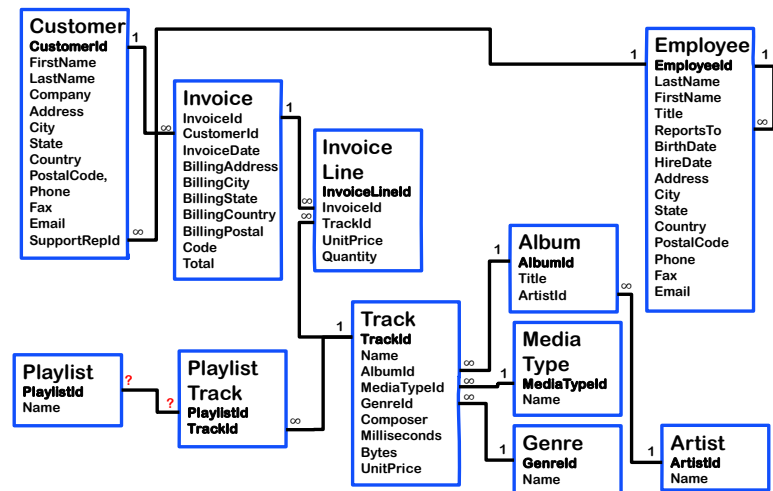 Customer
CustomerId
FirstName
LastName
Company
Address
City
State
Country
PostalCode,
Phone
Fax
Email
SupportRepId
1
∞
Invoice
InvoiceId
CustomerId
InvoiceDate
BillingAddress
BillingCity
BillingState
BillingCountry
BillingPostal
Code
Total
∞
1
Invoice
Line
InvoiceLineId
InvoiceId
TrackId
UnitPrice
Quantity
∞
∞
Employee
EmployeeId
LastName
FirstName
Title
ReportsTo
BirthDate
HireDate
Address
City
State
Country
PostalCode
Phone
Fax
Email
1
1
∞
Album
AlbumId
Title
ArtistId
1
∞
Track
TrackId
Name
AlbumId
MediaTypeId
GenreId
Composer
Milliseconds
Bytes
UnitPrice
1
∞
∞
∞
Media
Type
MediaTypeId
Name
1
Playlist
PlaylistId
Name
?
Playlist
Track
PlaylistId
TrackId
?
∞
Genre
GenreId
Name
1
Artist
ArtistId
Name
1